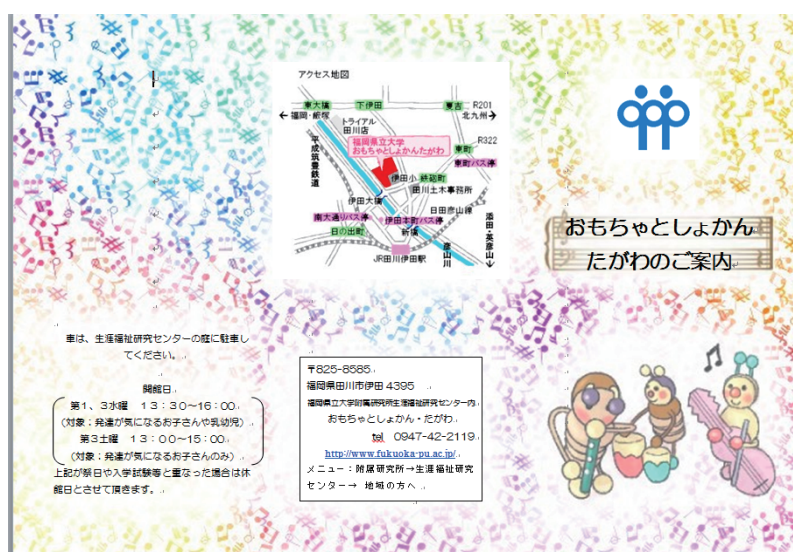 アクセス地図
東大橋
下伊田
夏吉
R201
←福岡・飯塚
北九州→
トライアル
田川店
R322
平成筑豊鉄道
福岡県立大学
おもちゃとしょかんたがわ
東町
東町バス停
伊田小
鉄砲町
田川土木事務所
伊田大橋
日田彦山線
南大通りバス停
伊田本町バス停
新橋
日の出町
彦山川
添田・英彦山→
JR田川伊田駅
おもちゃとしょかん
たがわのご案内
車は、生涯福祉研究センターの庭に駐車し
てください。
開館日
第1、3水曜 13:30~16:00
(対象;発達が気になるお子さんや乳幼児)
第3土曜 13:00~15:00
(対象;発達が気になるお子さんのみ)
上記が祭日や入学試験等と重なった場合は休
館日とさせて頂きます。
〒825-8585
福岡県田川市伊田4395
福岡県立大学附属研究所生涯福祉研究センター内
おもちゃとしょかん・たがわ
tel 0947-42-2119
http://www.fukuoka-pu.ac.jp/
メニュー:附属研究所→生涯福祉研究
センター→ 地域の方へ